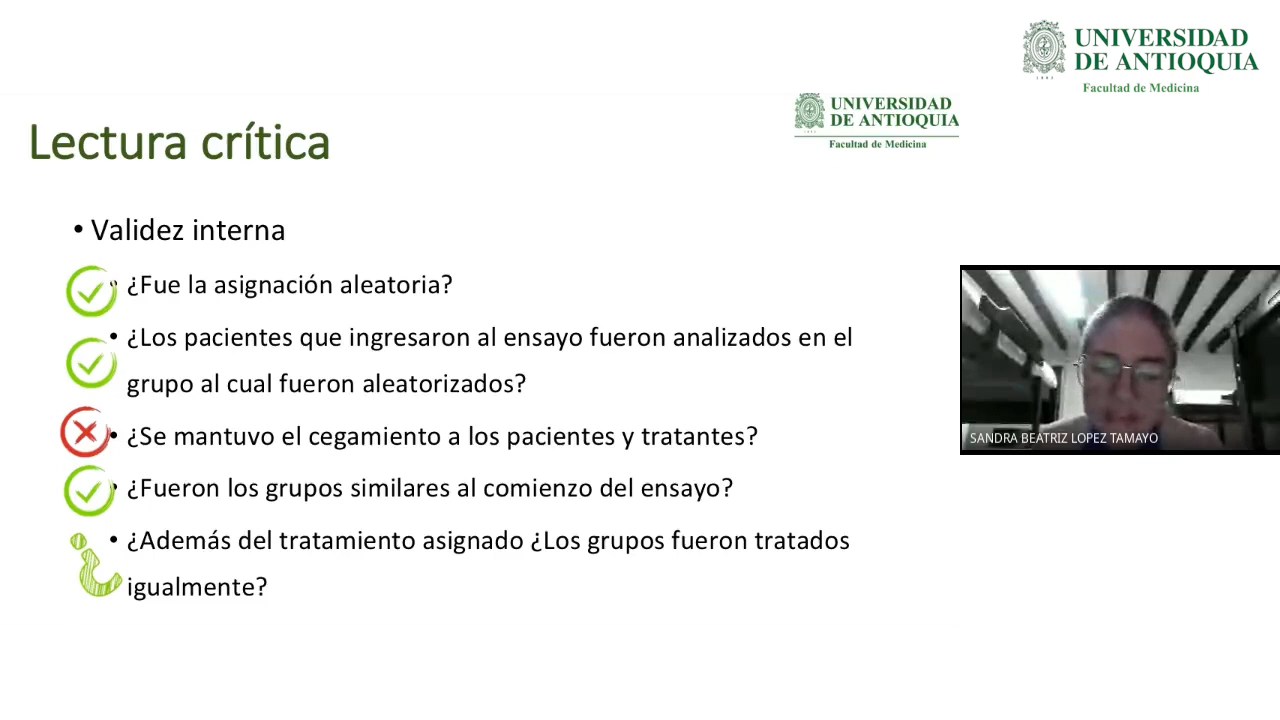 UNIVERSIDAD
DE ANTIOQUIA
Facultad de Medicina
UNIVERSIDAD
DE ANTIOQUIA
Facultad de Medicina
Lectura crítica
• Validez interna
• ¿Fue la asignación aleatoria?
• ¿Los pacientes que ingresaron al ensayo fueron analizados en el
grupo al cual fueron aleatorizados?
• ¿Se mantuvo el cegamiento a los pacientes y tratantes?
• ¿Fueron los grupos similares al comienzo del ensayo?
• ¿Además del tratamiento asignado ¿Los grupos fueron tratados
igualmente?
SANDRA BEATRIZ LOPEZ TAMAYO